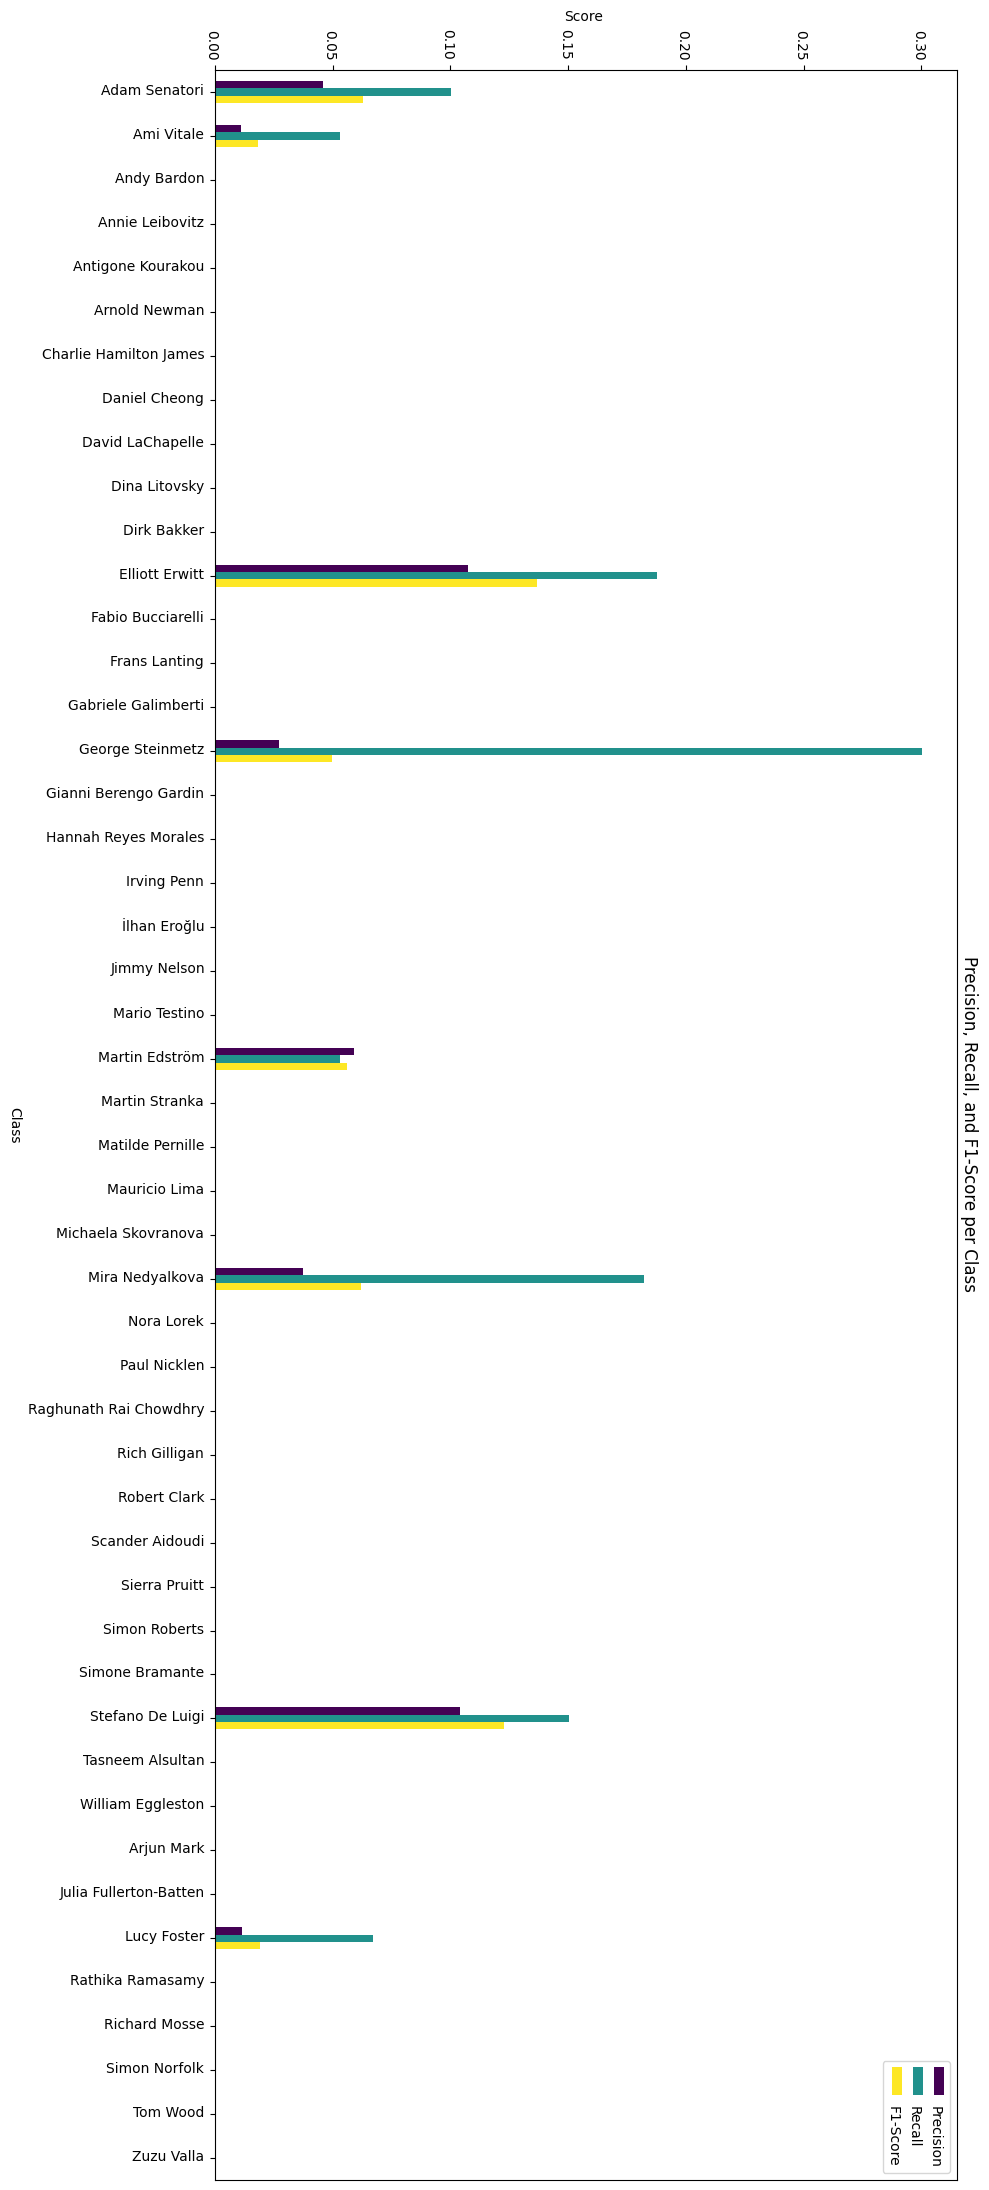 Precision, Recall, and F1-Score per Class
Score
0.00
0.05
0.10
0.15
0.20
0.25
0.30
Adam Senatori
Ami Vitale
Andy Bardon
Annie Leibovitz
Antigone Kourakou
Arnold Newman
Charlie Hamilton James
Daniel Cheong
David LaChapelle
Dina Litovsky
Dirk Bakker
Elliott Erwitt
Fabio Bucciarelli
Frans Lanting
Gabriele Galimberti
George Steinmetz
Gianni Berengo Gardin
Hannah Reyes Morales
Irving Penn
İlhan Eroğlu
Jimmy Nelson
Mario Testino
Martin Edström
Martin Stranka
Matilde Pernille
Mauricio Lima
Michaela Skovranova
Mira Nedyalkova
Nora Lorek
Paul Nicklen
Raghunath Rai Chowdhry
Rich Gilligan
Robert Clark
Scander Aidoudi
Sierra Pruitt
Simon Roberts
Simone Bramante
Stefano De Luigi
Tasneem Alsultan
William Eggleston
Arjun Mark
Julia Fullerton-Batten
Lucy Foster
Rathika Ramasamy
Richard Mosse
Simon Norfolk
Tom Wood
Zuzu Valla
Class
Precision
Recall
F1-Score